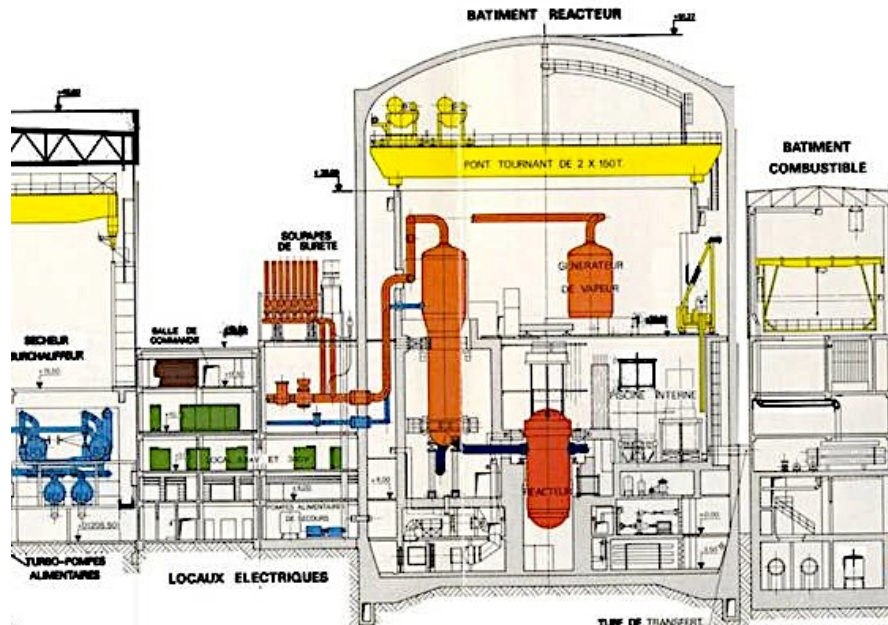 BATIMENT REACTEUR
PONT TOURNANT DE 2 X 150T.
BATIMENT
COMBUSTIBLE
SOUPAPES
DE SURETE
GENERATEUR
DE VAPEUR
SECHEUR
URCHAUFFEUR
SALLE DE
COMMANDE
PISCINE INTERNE
REACTEUR
POMPES ALIMENTAIRES
DE SECOURS
TURBO-POMPES
ALIMENTAIRES
LOCAUX ELECTRIQUES
TUBE DE TRANSFERT